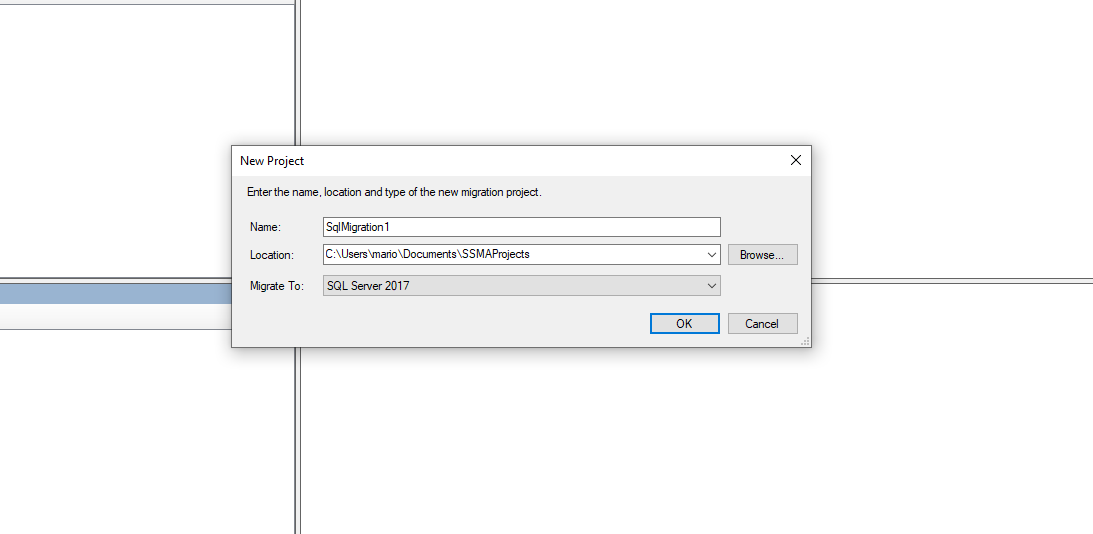 New Project
Enter the name, location and type of the new migration project.
Name: SqlMigration1
Location: C:\Users\mario\Documents\SSMAProjects Browse...
Migrate To: SQL Server 2017
OK Cancel